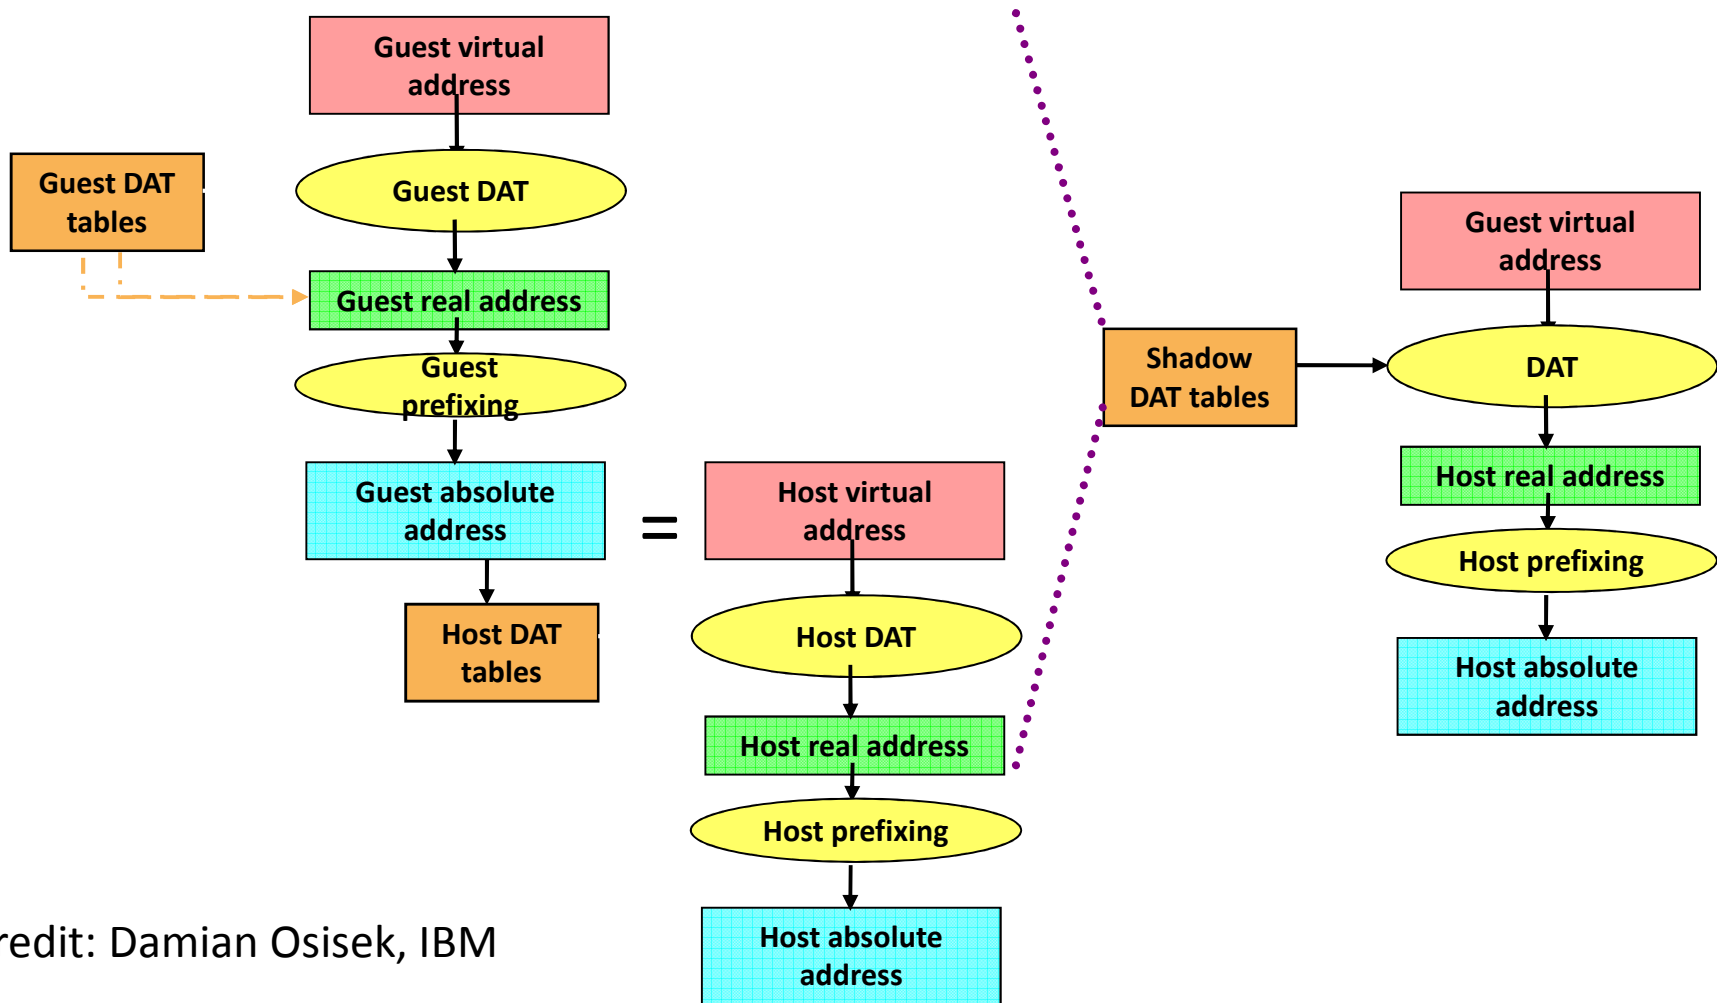 Guest virtual
address
Guest DAT
tables
Guest DAT
Guest real address
Guest
prefixing
Guest absolute
address
=
Host virtual
address
Host DAT
tables
Host DAT
Host real address
Host prefixing
Host absolute
address
Shadow
DAT tables
Guest virtual
address
DAT
Host real address
Host prefixing
Host absolute
address
redit: Damian Osisek, IBM